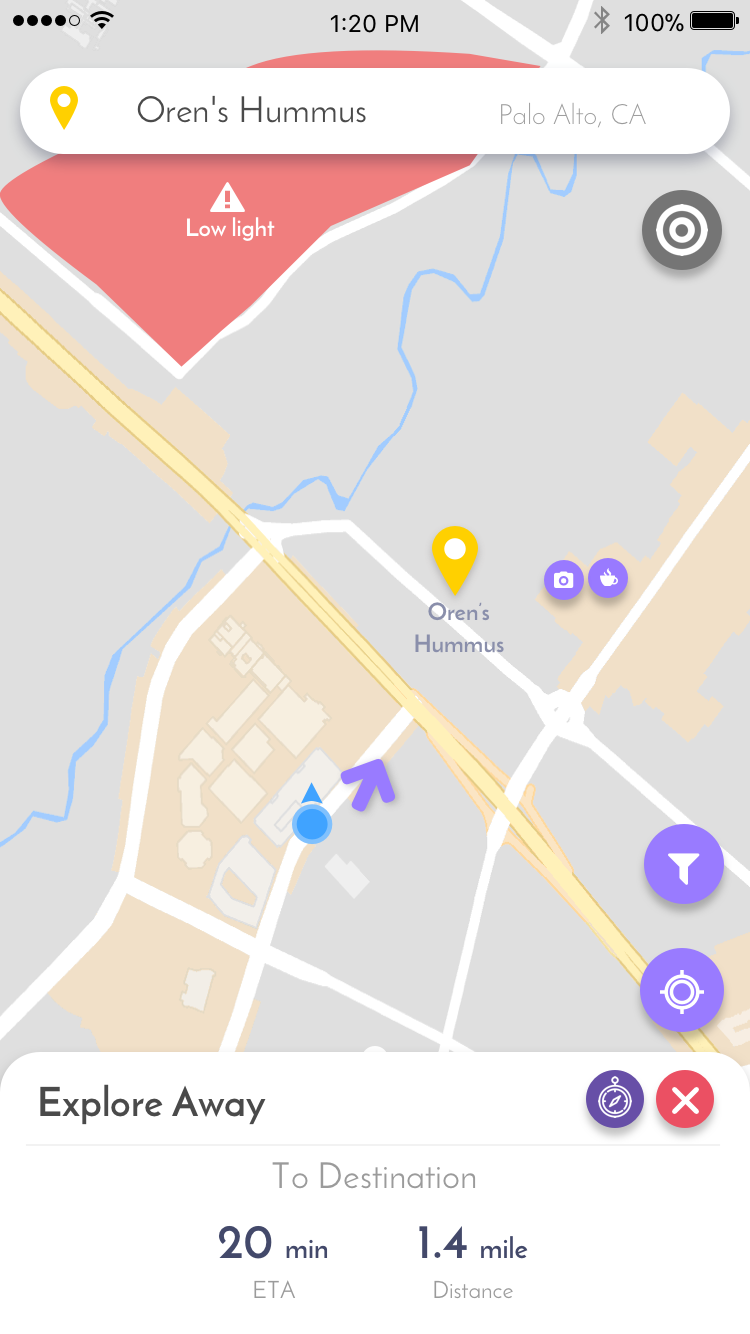 1:20 PM 100%
Oren's Hummus Palo Alto, CA
Low light
Oren's
Hummus
Explore Away
To Destination
20 min 1.4 mile
ETA Distance